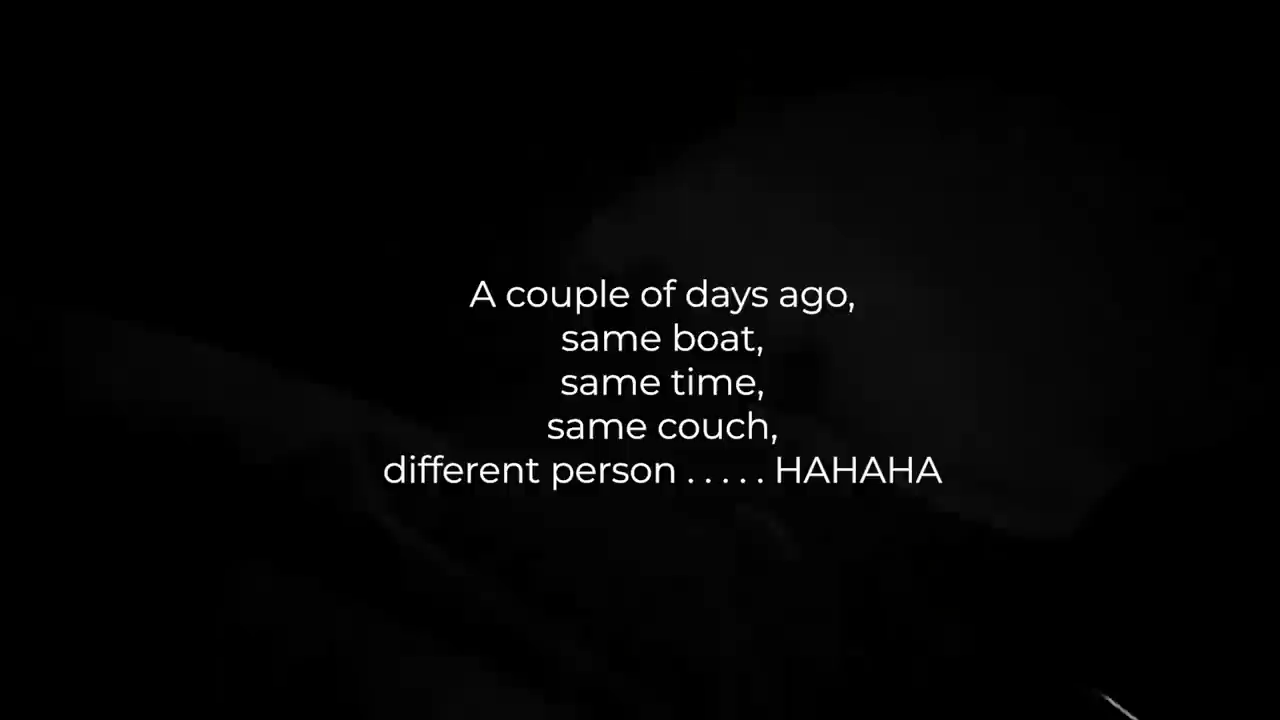 A couple of days ago,
same boat,
same time,
same couch,
different person . . . . . HAHAHA